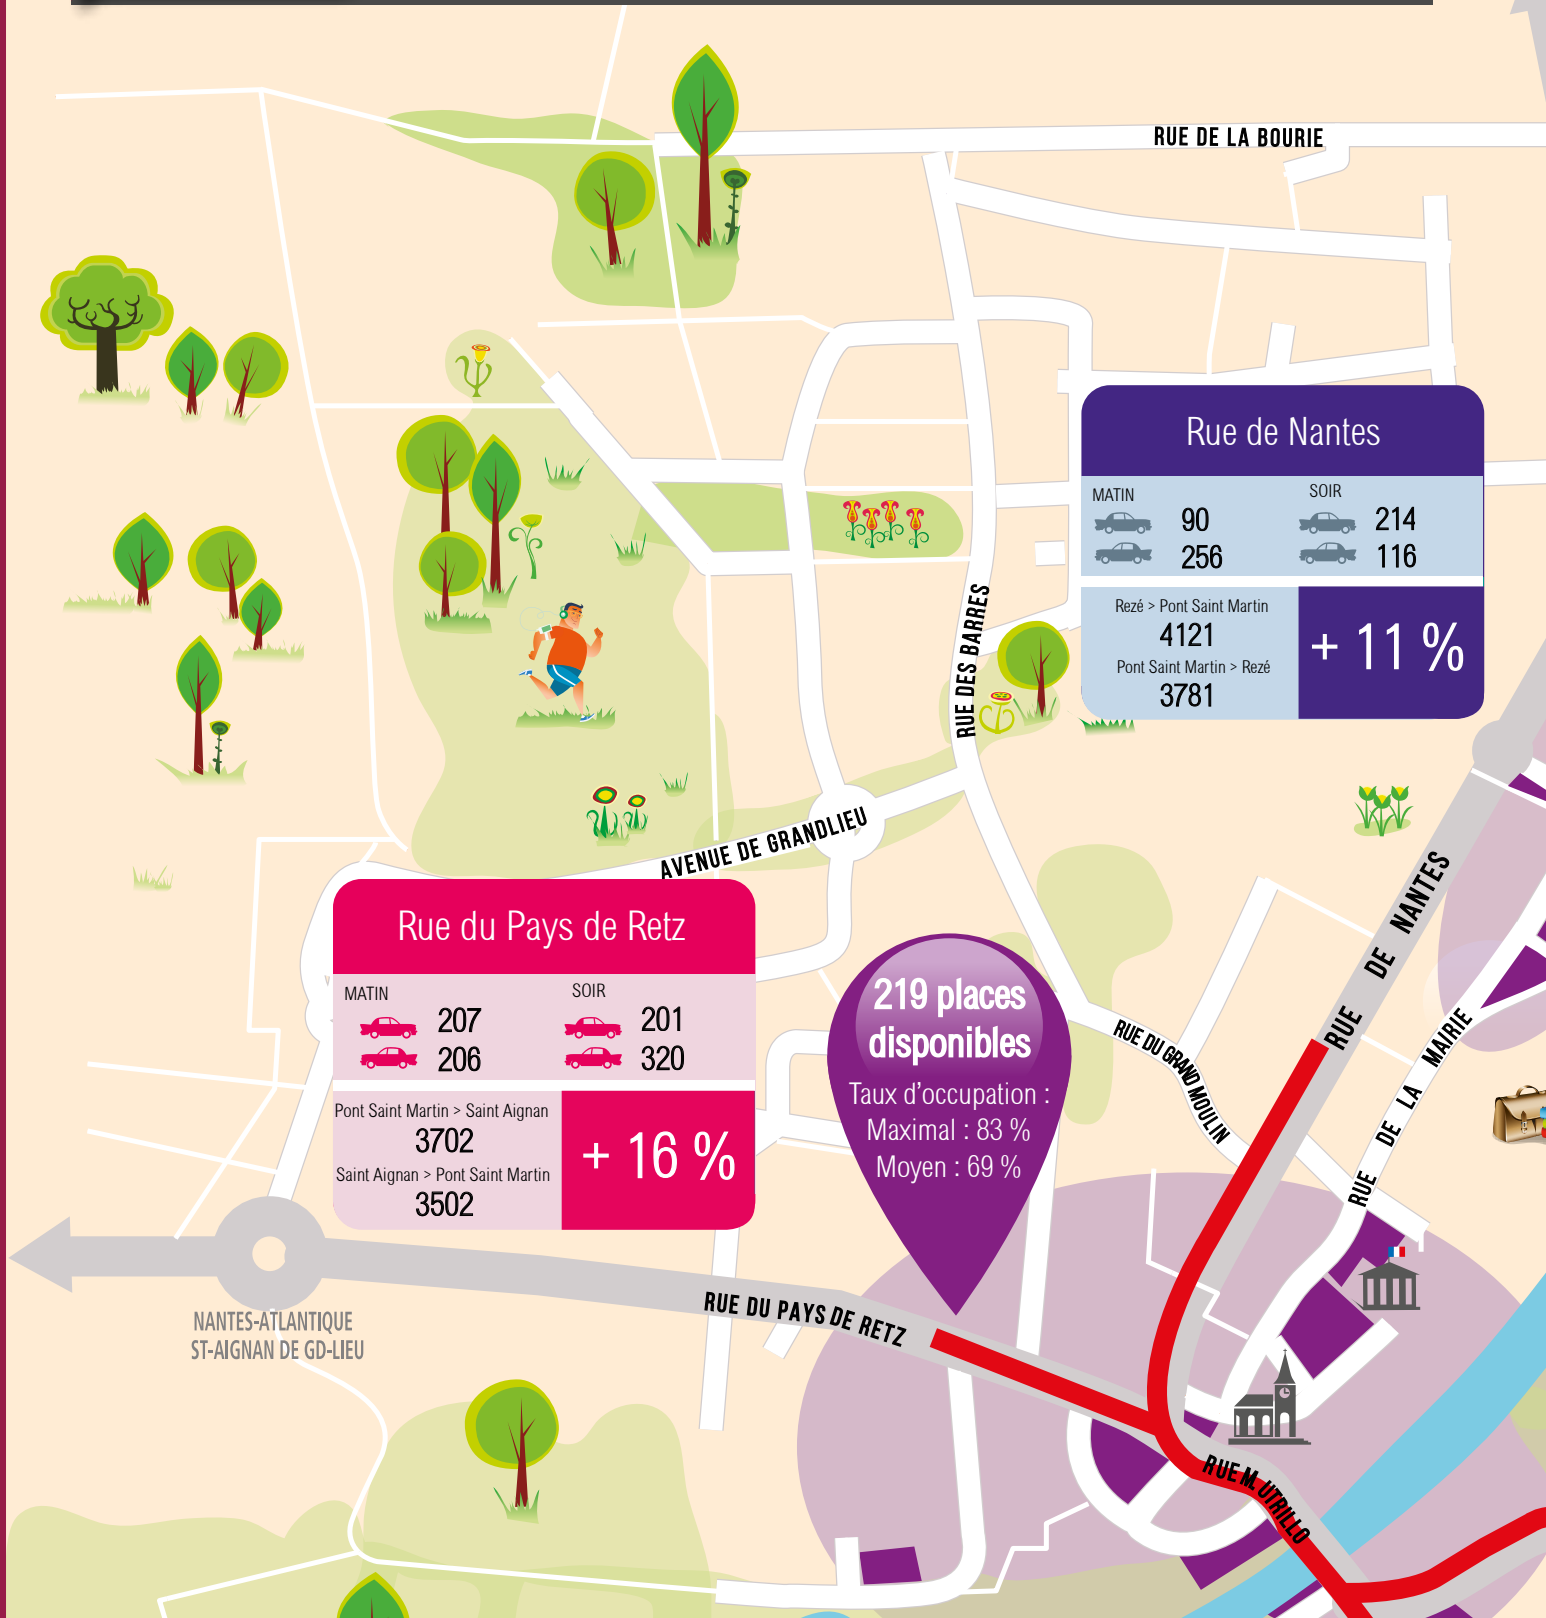 RUE DE LA BOURIE
Rue de Nantes
MATIN
90
256
SOIR
214
116
Rezé > Pont Saint Martin
4121
Pont Saint Martin > Rezé
3781
+ 11 %
RUE DES BARRES
AVENUE DE GRANDLIEU
RUE DE NANTES
Rue du Pays de Retz
MATIN
207
206
SOIR
201
320
Pont Saint Martin > Saint Aignan
3702
Saint Aignan > Pont Saint Martin
3502
+ 16 %
219 places
disponibles
Taux d'occupation :
Maximal : 83 %
Moyen : 69 %
RUE DU GRAND MOULIN
RUE DE LA MAIRIE
RUE DU PAYS DE RETZ
NANTES-ATLANTIQUE
ST-AIGNAN DE GD-LIEU
RUE M. UTRILLO